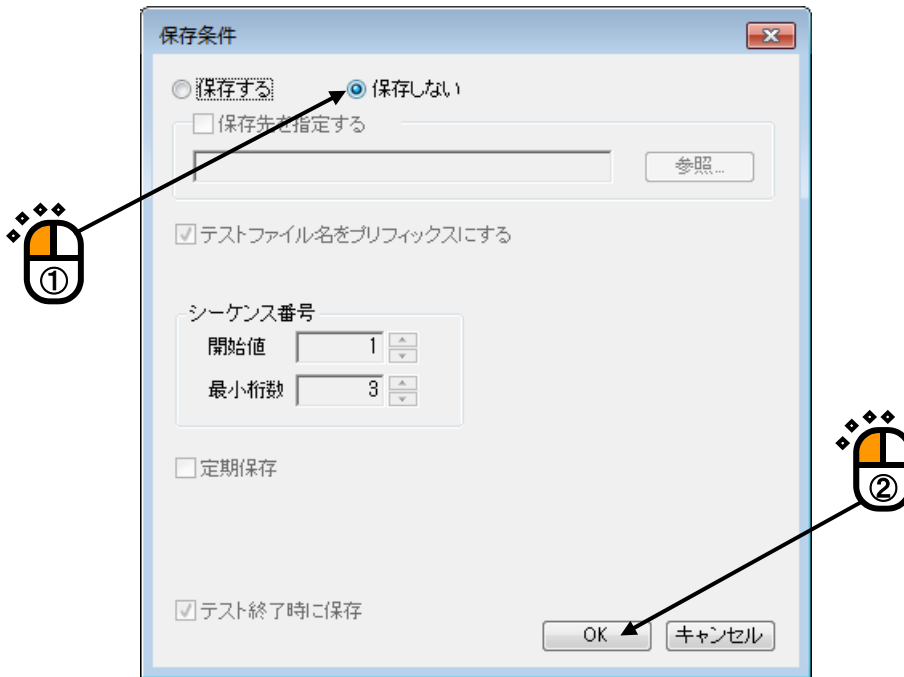 保存条件
保存する 保存しない
保存先を指定する
参照...
テストファイル名をプリフィックスにする
①
シーケンス番号
開始値 1
最小桁数 3
定期保存
②
テスト終了時に保存
OK キャンセル